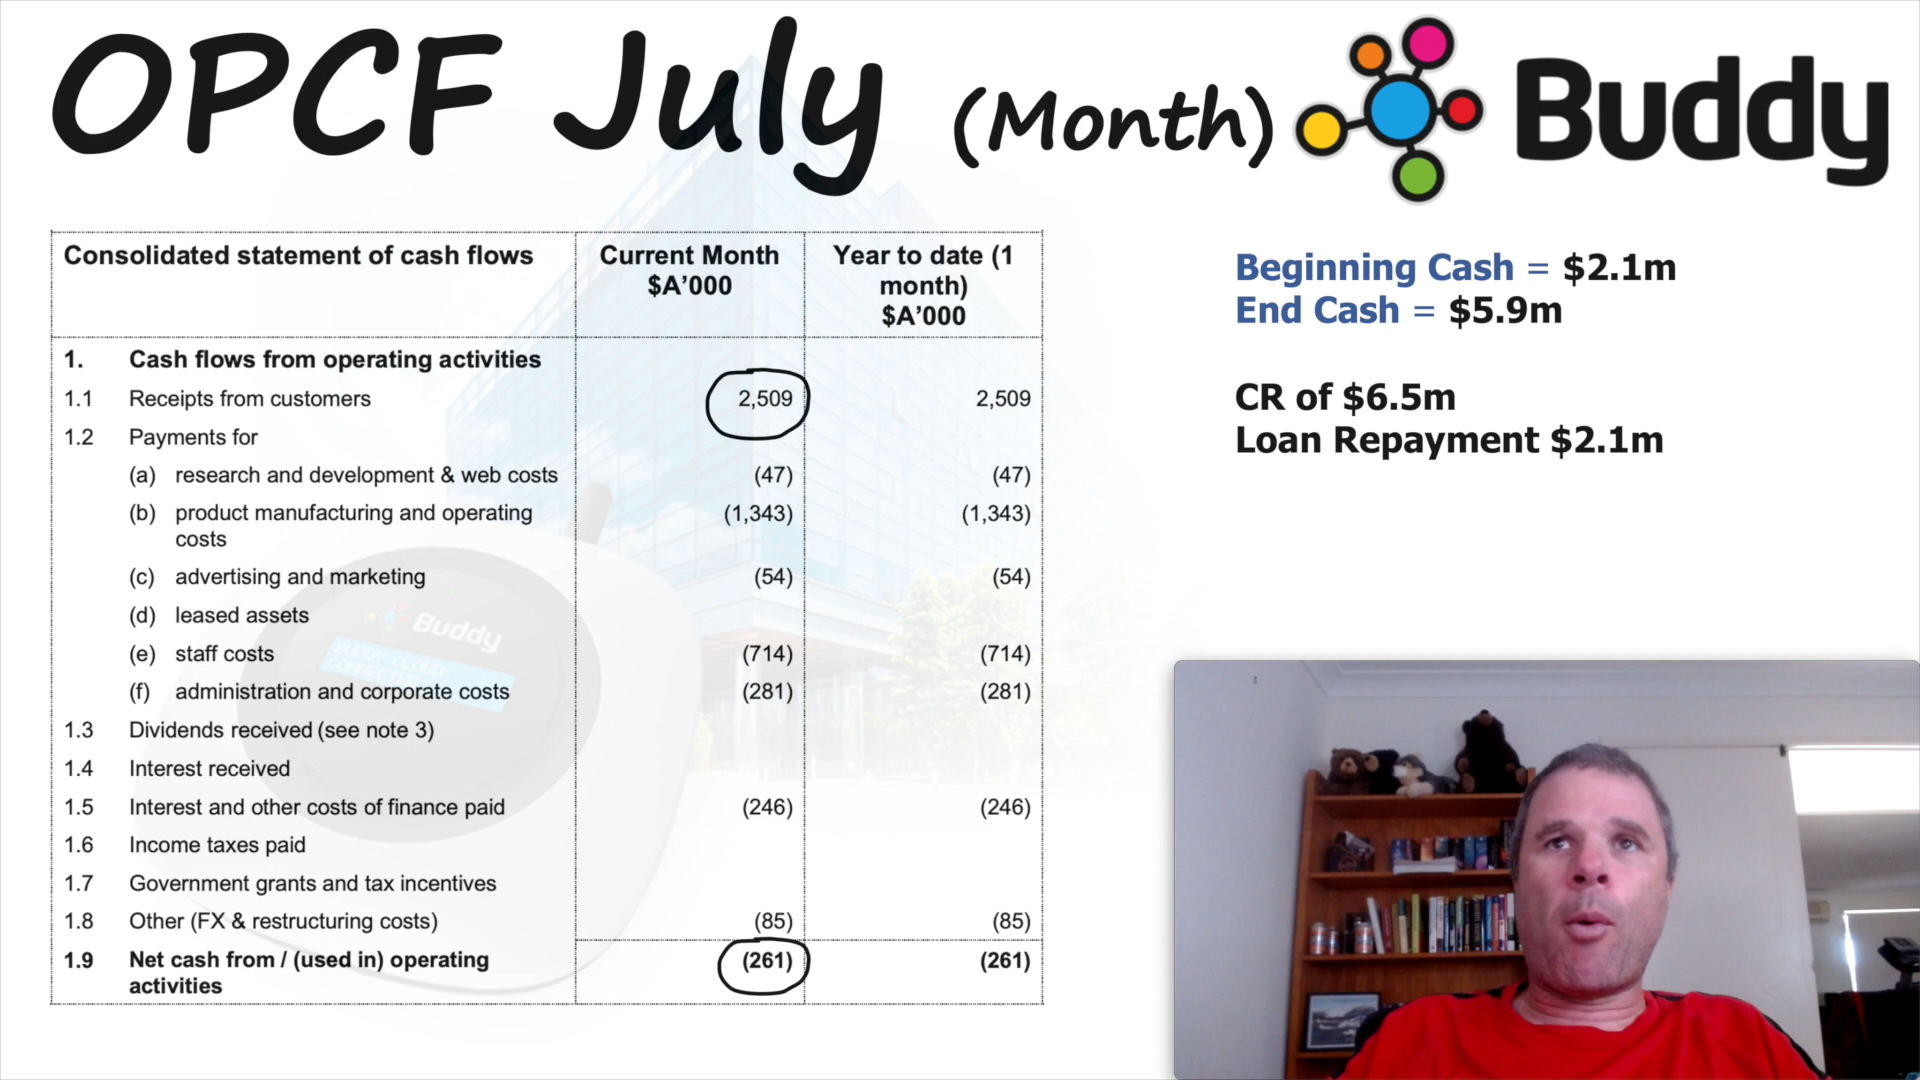 OPCF July (Month)
Buddy
Consolidated statement of cash flows
Current Month
$A’000
Year to date (1
month)
$A’000
1. Cash flows from operating activities
1.1 Receipts from customers 2,509 2,509
1.2 Payments for
(a) research and development & web costs (47) (47)
(b) product manufacturing and operating
costs (1,343) (1,343)
(c) advertising and marketing (54) (54)
(d) leased assets
(e) staff costs (714) (714)
(f) administration and corporate costs (281) (281)
1.3 Dividends received (see note 3)
1.4 Interest received
1.5 Interest and other costs of finance paid (246) (246)
1.6 Income taxes paid
1.7 Government grants and tax incentives
1.8 Other (FX & restructuring costs) (85) (85)
1.9 Net cash from / (used in) operating
activities (261) (261)
Beginning Cash = $2.1m
End Cash = $5.9m
CR of $6.5m
Loan Repayment $2.1m
Buddy
BUDDY CLOUD:
CONNECTED